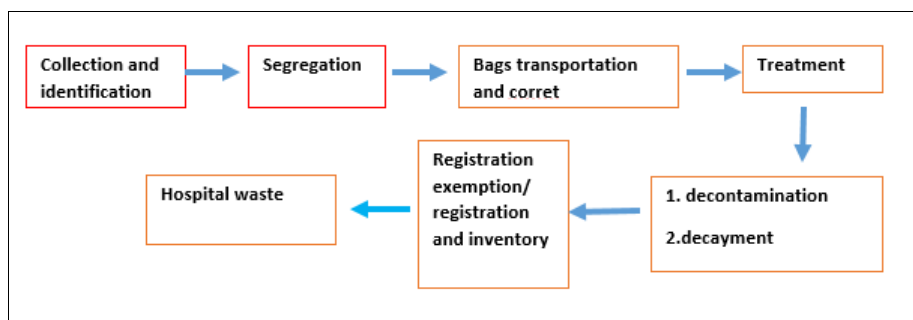 Collection and
identification
Segregation
Bags transportation
and corret
Treatment
1. decontamination
2.decayment
Registration
exemption/
registration
and inventory
Hospital waste